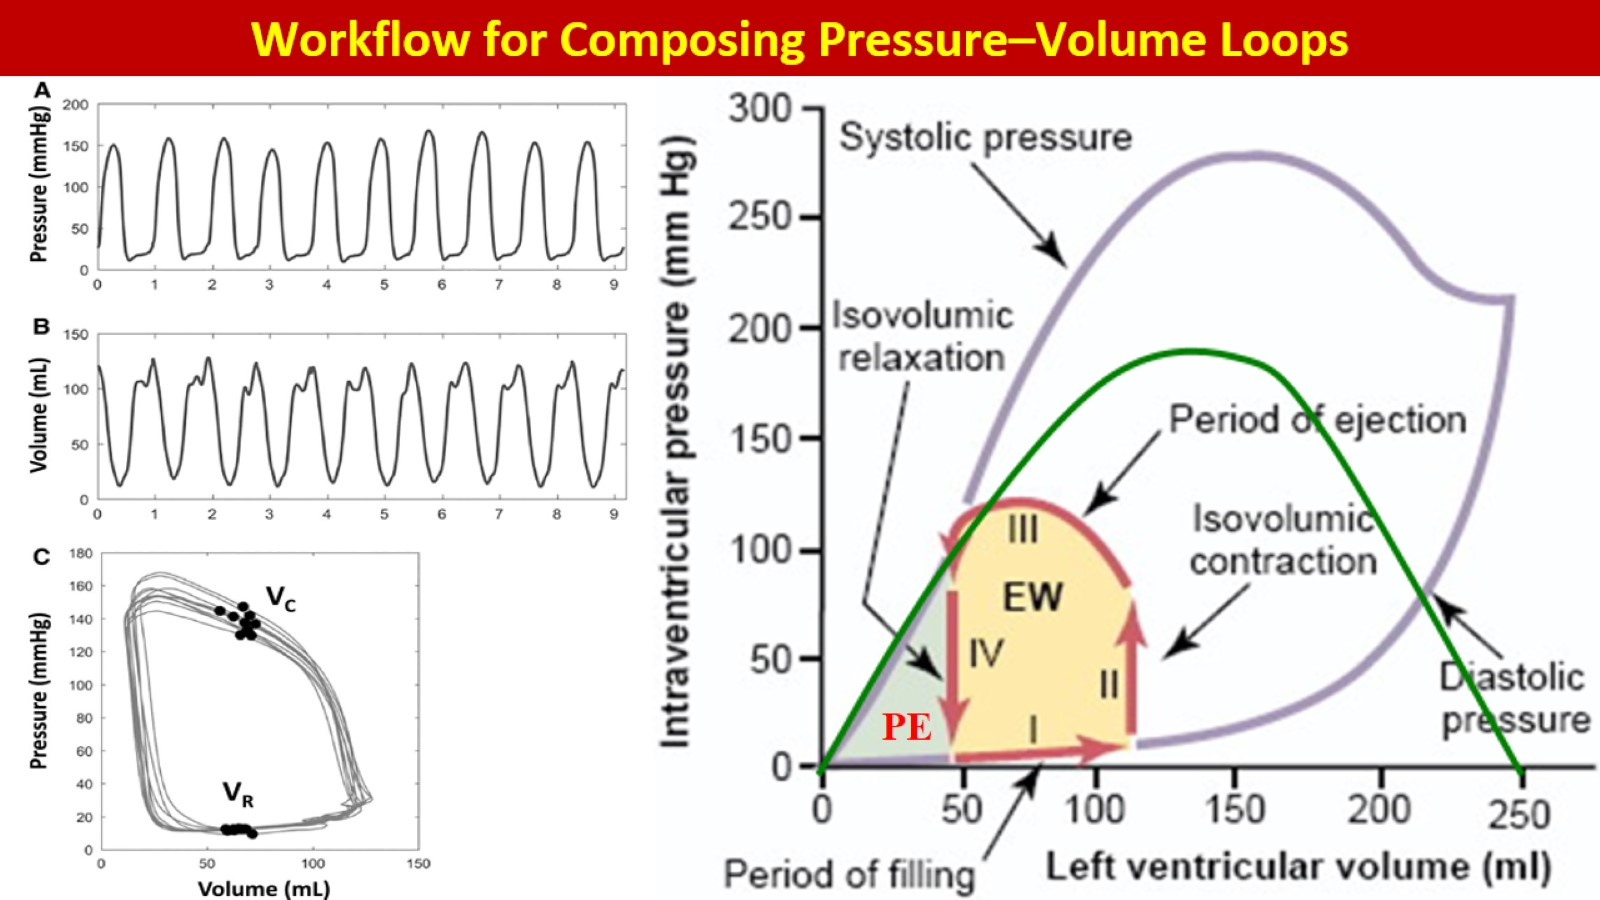 Workflow for Composing Pressure–Volume Loops
A
Pressure (mmHg)
200
150
100
50
0
0 1 2 3 4 5 6 7 8 9
B
Volume (mL)
150
100
50
0
0 1 2 3 4 5 6 7 8 9
C
Pressure (mmHg)
180
160
140
120
100
80
60
40
20
0
VC
VR
0 50 100 150
Volume (mL)
Intraventricular pressure (mm Hg)
300
250
200
150
100
50
0
Systolic pressure
Isovolumic
relaxation
Period of ejection
Isovolumic
contraction
III
EW
IV
II
PE
I
Diastolic
pressure
0 50 100 150 200 250
Period of filling
Left ventricular volume (ml)